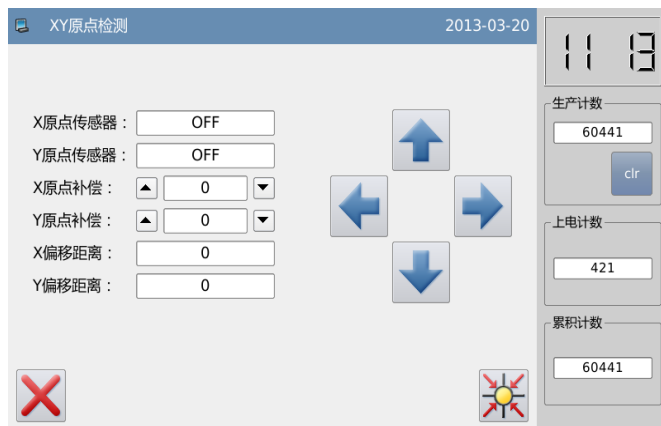 XY原点检测 2013-03-20
11 13
X原点传感器： OFF
Y原点传感器： OFF
X原点补偿： 0
Y原点补偿： 0
X偏移距离： 0
Y偏移距离： 0
生产计数
60441
clr
上电计数
421
累积计数
60441